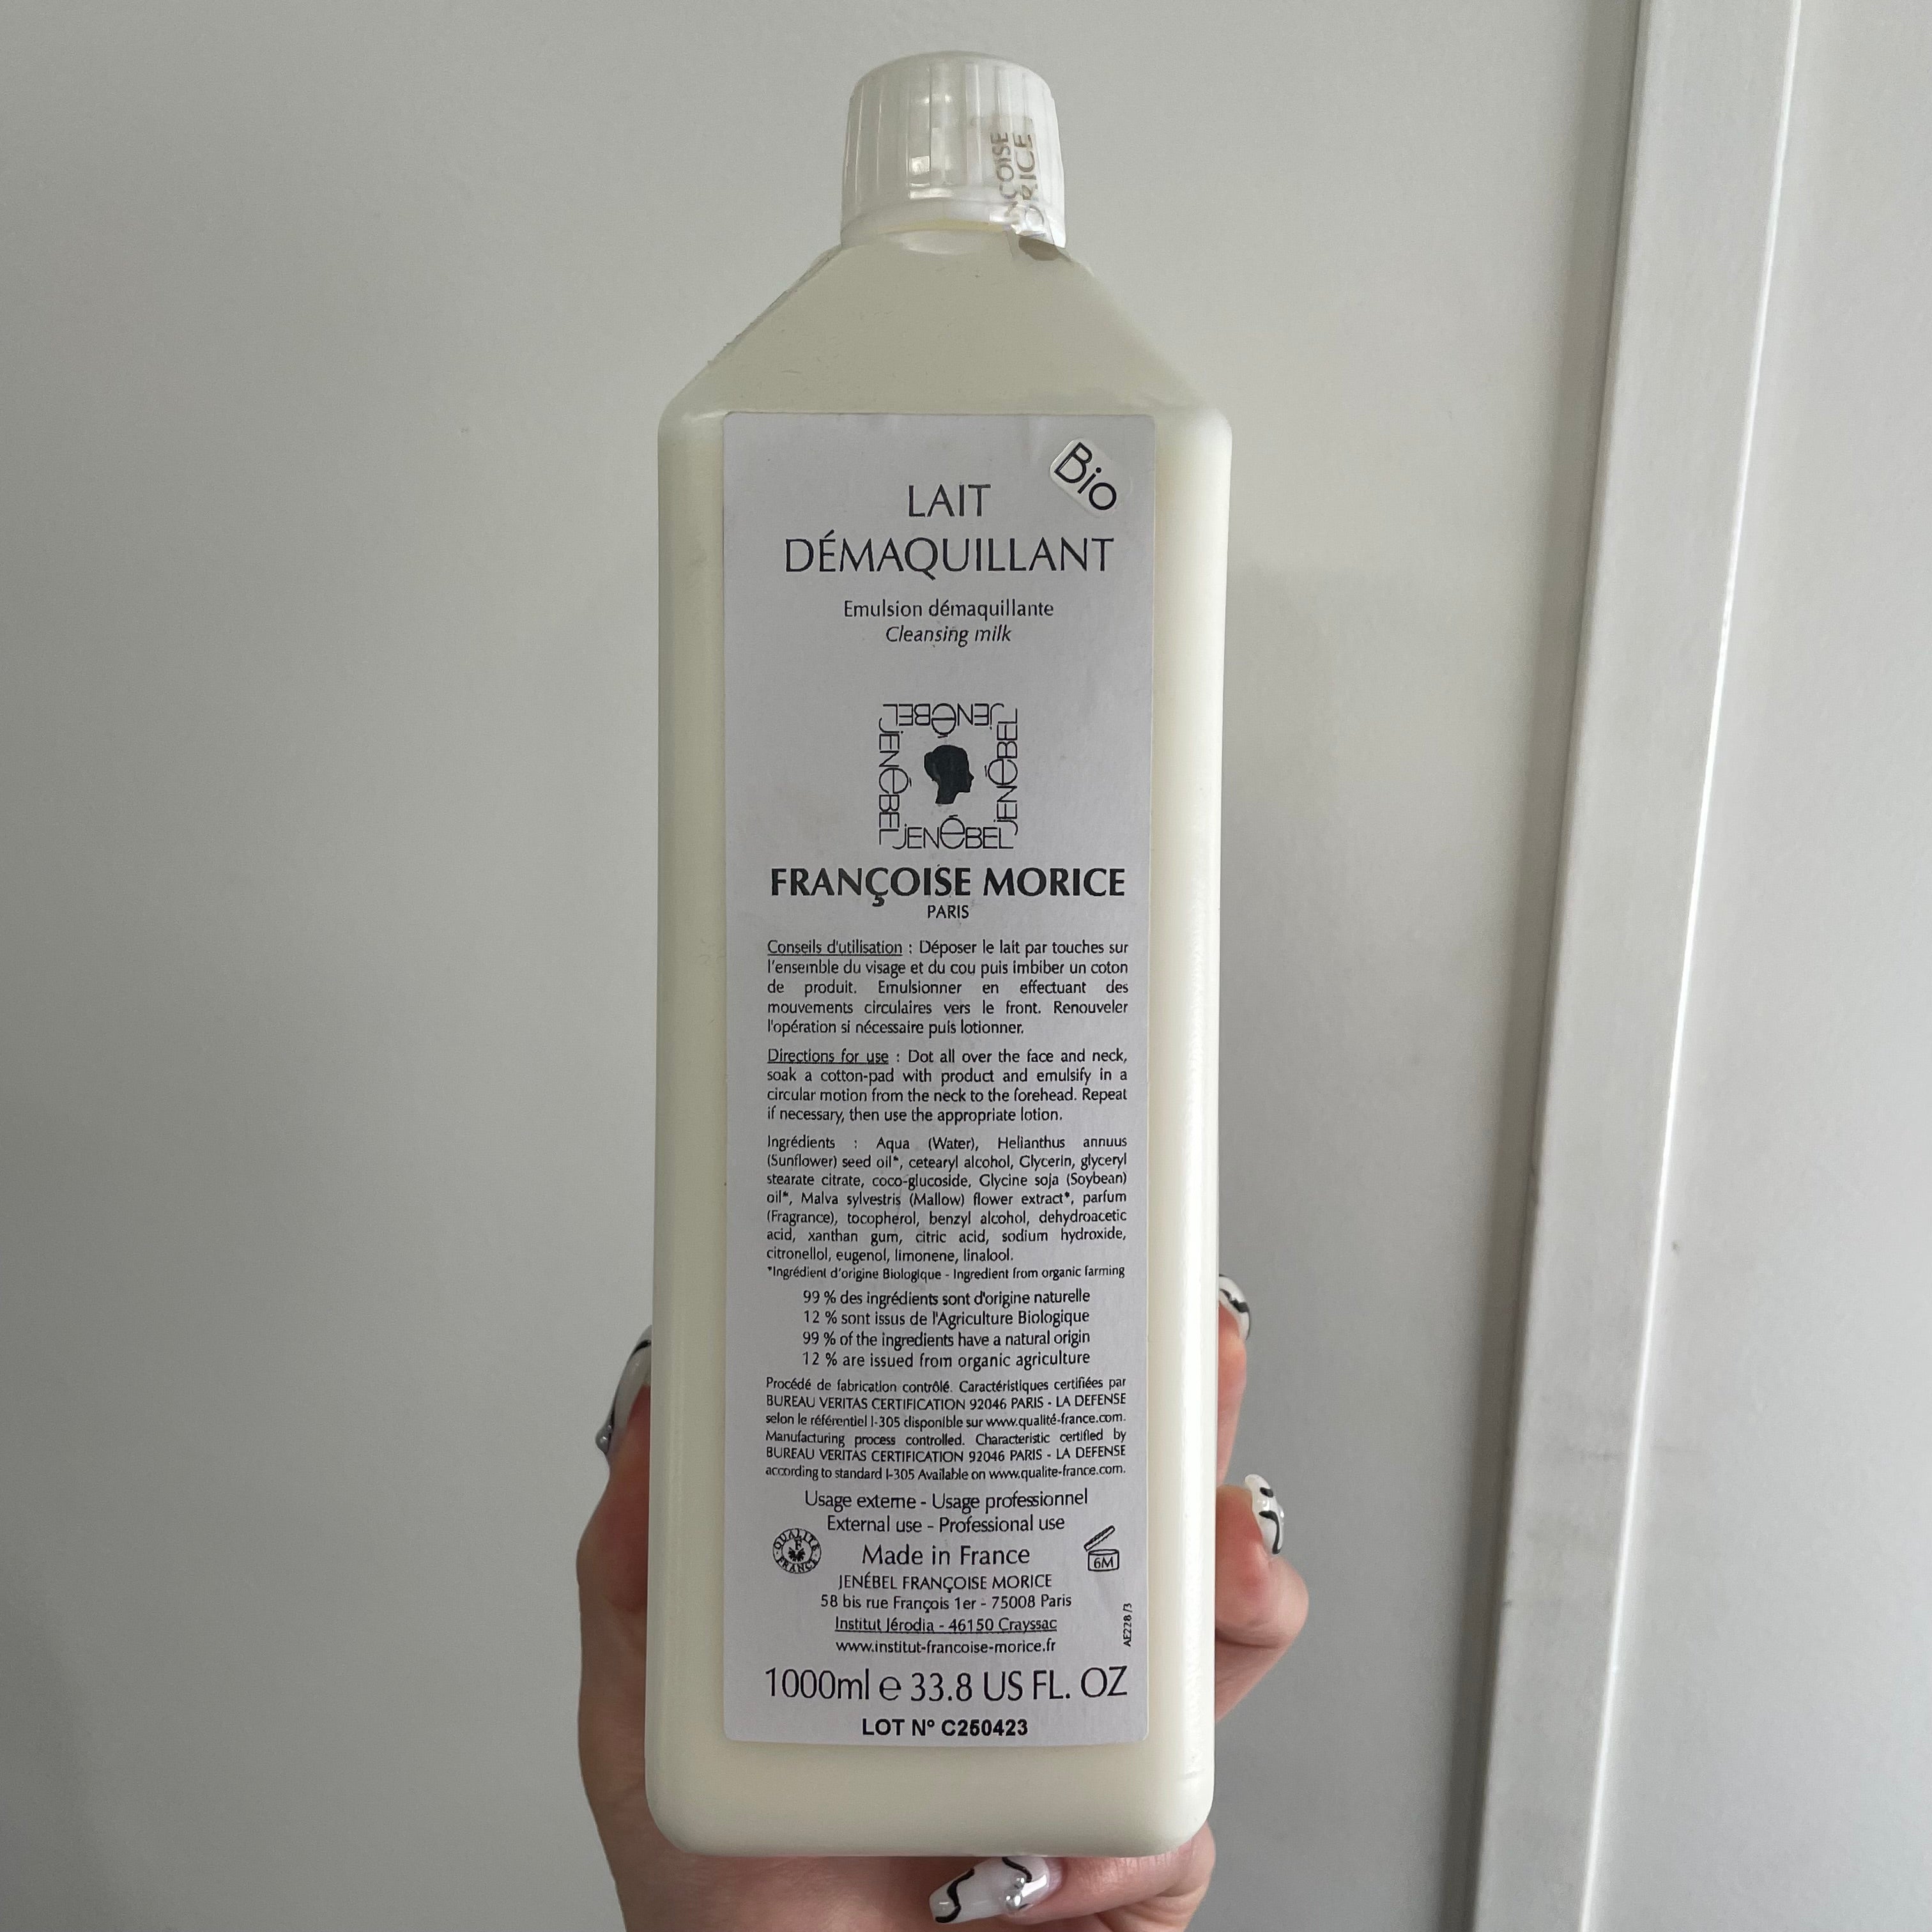 ÇOISE
ORICE
Bio
LAIT
DÉMAQUILLANT
Emulsion démaquillante
Cleansing milk
JENÉBEL
JENÉBEL
JENÉBEL
JENÉBEL
FRANÇOISE MORICE
PARIS
Conseils d'utilisation : Déposer le lait par touches sur
l'ensemble du visage et du cou puis imbiber un coton
de produit. Emulsionner en effectuant des
mouvements circulaires vers le front. Renouveler
l'opération si nécessaire puis lotionner.
Directions for use : Dot all over the face and neck,
soak a cotton-pad with product and emulsify in a
circular motion from the neck to the forehead. Repeat
if necessary, then use the appropriate lotion.
Ingrédients : Aqua (Water), Helianthus annuus
(Sunflower) seed oil*, cetearyl alcohol, Glycerin, glyceryl
stearate citrate, coco-glucoside, Glycine soja (Soybean)
oil*, Malva sylvestris (Mallow) flower extract*, parfum
(Fragrance), tocopherol, benzyl alcohol, dehydroacetic
acid, xanthan gum, citric acid, sodium hydroxide,
citronellol, eugenol, limonene, linalool.
*Ingrédient d'origine Biologique - Ingredient from organic farming
99 % des ingrédients sont d'origine naturelle
12 % sont issus de l'Agriculture Biologique
99 % of the ingredients have a natural origin
12 % are issued from organic agriculture
Procédé de fabrication contrôlé. Caractéristiques certifiées par
BUREAU VERITAS CERTIFICATION 92046 PARIS - LA DEFENSE
selon le référentiel I-305 disponible sur www.qualité-france.com.
Manufacturing process controlled. Characteristic certified by
BUREAU VERITAS CERTIFICATION 92046 PARIS - LA DEFENSE
according to standard I-305 Available on www.qualite-france.com.
Usage externe - Usage professionnel
External use - Professional use
QUALITÉ
FRANCE
Made in France
6M
JENÉBEL FRANÇOISE MORICE
58 bis rue François 1er - 75008 Paris
Institut Jérodia - 46150 Crayssac
www.institut-francoise-morice.fr
AE228 /3
1000ml e 33.8 US FL. OZ
LOT N° C250423